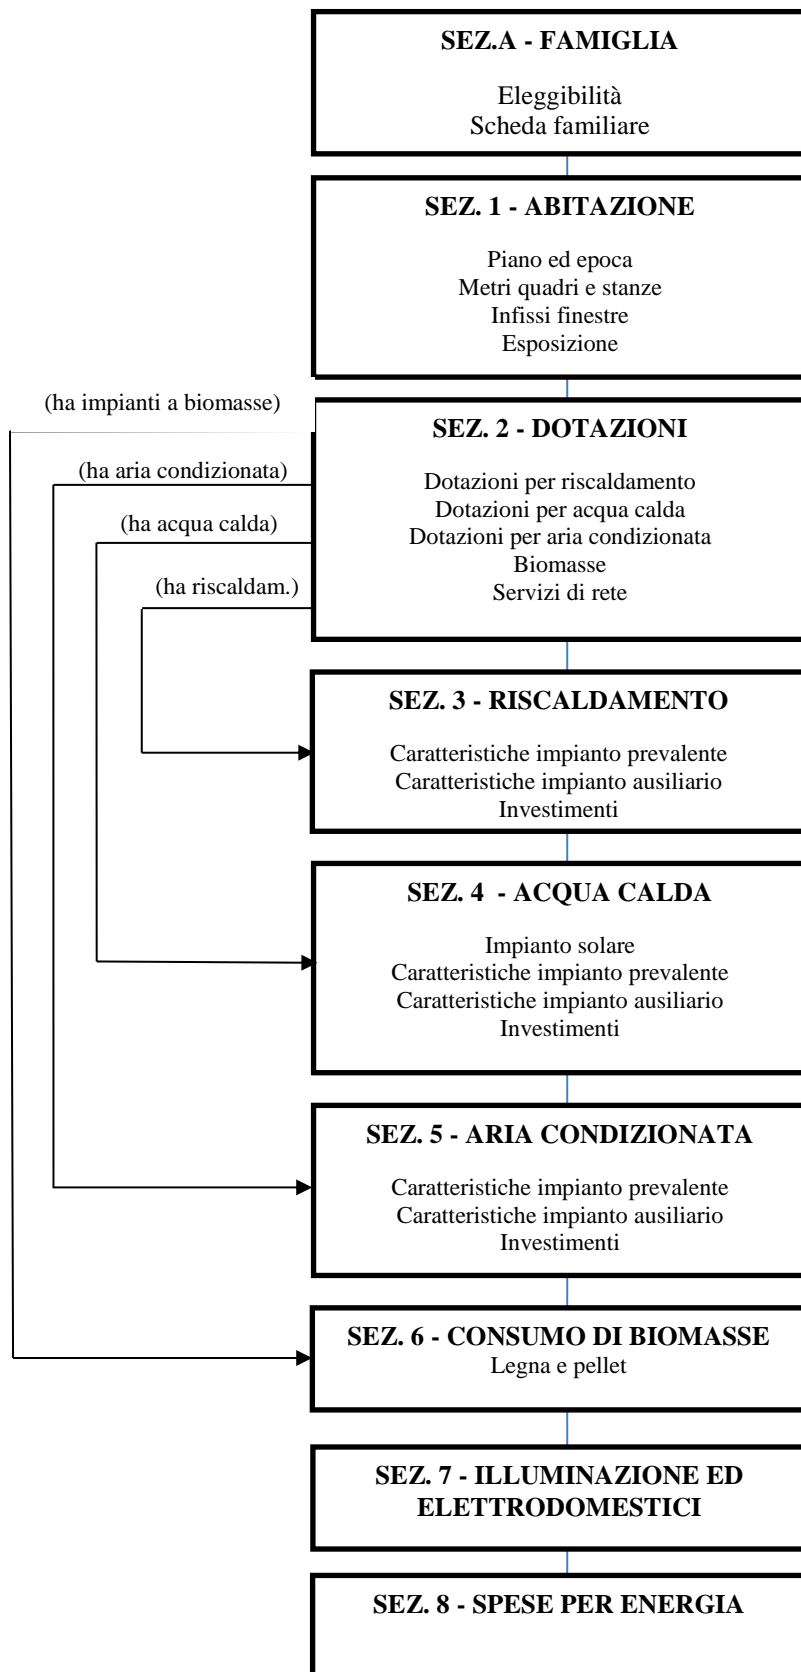 SEZ.A - FAMIGLIA
Eleggibilità
Scheda familiare
SEZ. 1 - ABITAZIONE
Piano ed epoca
Metri quadri e stanze
Infissi finestre
Esposizione
(ha impianti a biomasse)
(ha aria condizionata)
(ha acqua calda)
(ha riscaldam.)
SEZ. 2 - DOTAZIONI
Dotazioni per riscaldamento
Dotazioni per acqua calda
Dotazioni per aria condizionata
Biomasse
Servizi di rete
SEZ. 3 - RISCALDAMENTO
Caratteristiche impianto prevalente
Caratteristiche impianto ausiliario
Investimenti
SEZ. 4  - ACQUA CALDA
Impianto solare
Caratteristiche impianto prevalente
Caratteristiche impianto ausiliario
Investimenti
SEZ. 5 - ARIA CONDIZIONATA
Caratteristiche impianto prevalente
Caratteristiche impianto ausiliario
Investimenti
SEZ. 6 - CONSUMO DI BIOMASSE
Legna e pellet
SEZ. 7 - ILLUMINAZIONE ED
ELETTRODOMESTICI
SEZ. 8 - SPESE PER ENERGIA